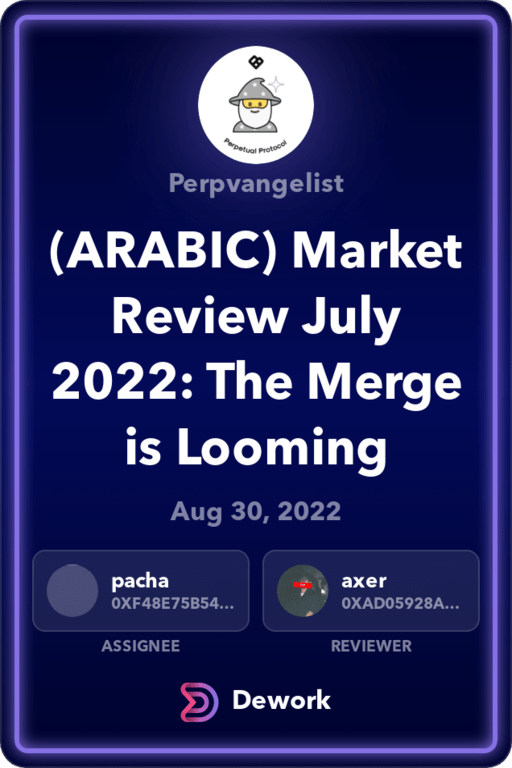 Perpetual Protocol
Perpvangelist
(ARABIC) Market
Review July
2022: The Merge
is Looming
Aug 30, 2022
pacha
0XF48E75B54...
axer
0XAD05928A...
ASSIGNEE
REVIEWER
Dework